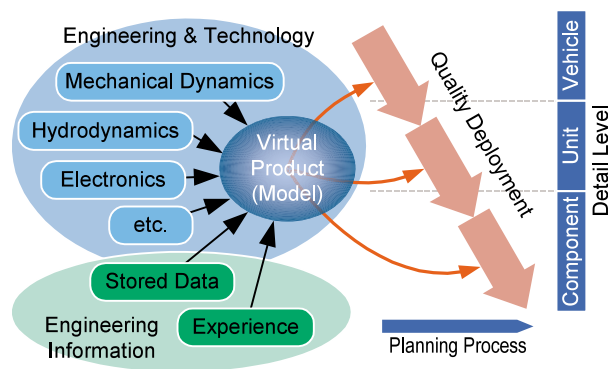 Engineering & Technology
Mechanical Dynamics
Hydrodynamics
Electronics
etc.
Virtual
Product
(Model)
Stored Data
Experience
Engineering
Information
Quality Deployment
Vehicle
Unit
Component
Detail Level
Planning Process